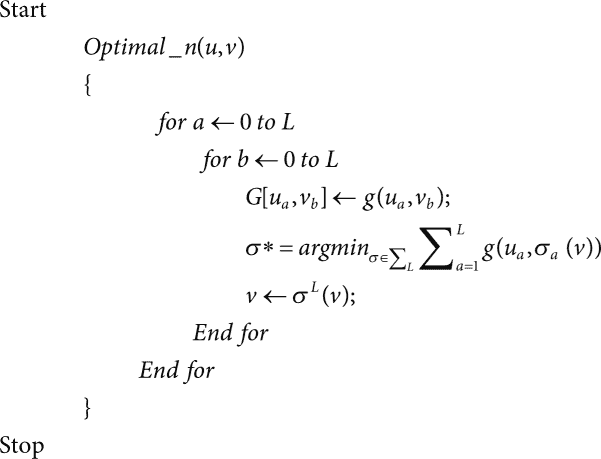 Start
Optimal_n(u,v)
{
for a ← 0 to L
for b ← 0 to L
G[u_a,v_b] ← g(u_a,v_b);
σ* = argmin_{σ∈∑_L} ∑_{a=1}^{L} g(u_a,σ_a (v))
v ← σ^L(v);
End for
End for
}
Stop